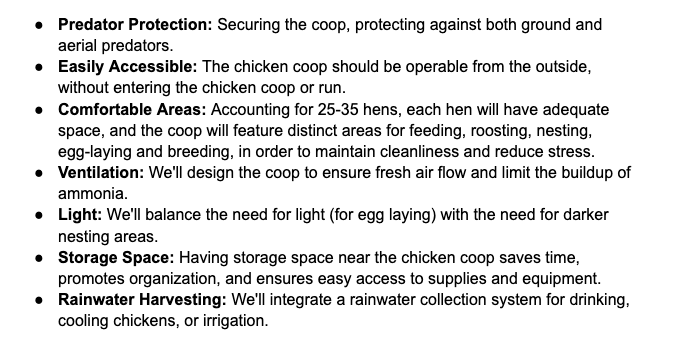 ● Predator Protection: Securing the coop, protecting against both ground and
aerial predators.
● Easily Accessible: The chicken coop should be operable from the outside,
without entering the chicken coop or run.
● Comfortable Areas: Accounting for 25-35 hens, each hen will have adequate
space, and the coop will feature distinct areas for feeding, roosting, nesting,
egg-laying and breeding, in order to maintain cleanliness and reduce stress.
● Ventilation: We'll design the coop to ensure fresh air flow and limit the buildup of
ammonia.
● Light: We'll balance the need for light (for egg laying) with the need for darker
nesting areas.
● Storage Space: Having storage space near the chicken coop saves time,
promotes organization, and ensures easy access to supplies and equipment.
● Rainwater Harvesting: We'll integrate a rainwater collection system for drinking,
cooling chickens, or irrigation.